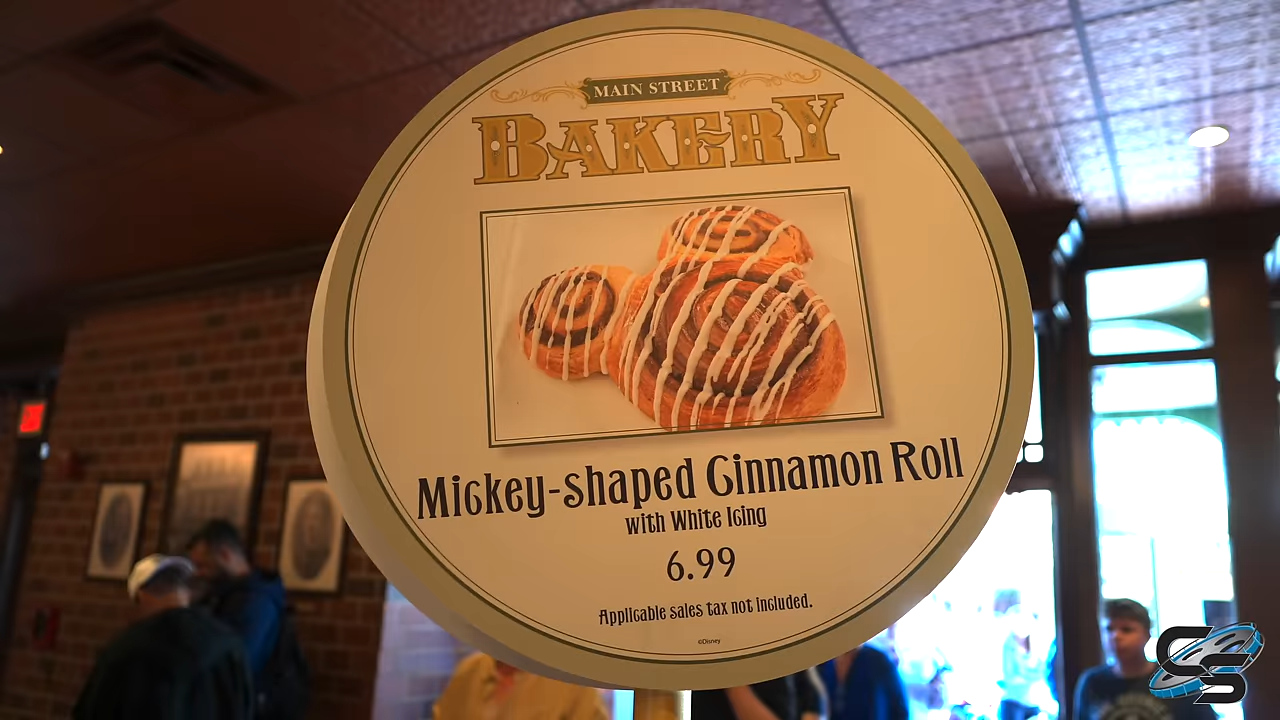 MAIN STREET
BAKERY
Mickey-shaped Cinnamon Roll
with White Icing
6.99
Applicable sales tax not included.
©Disney